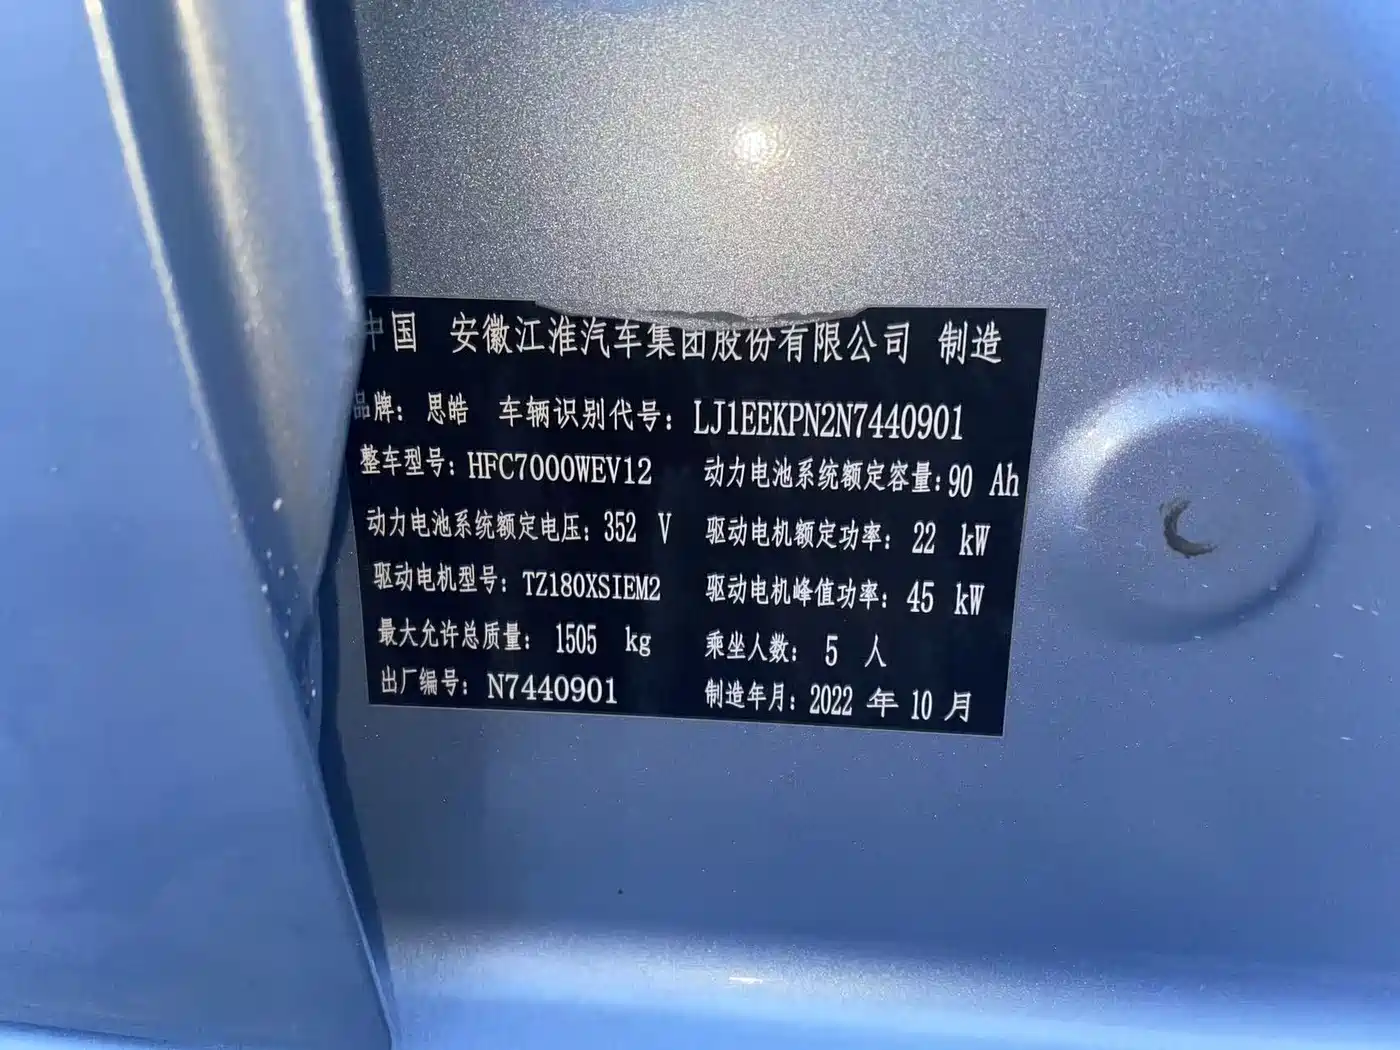 中国 安徽江淮汽车集团股份有限公司 制造
品牌: 思皓 车辆识别代号: LJ1EEKPN2N7440901
整车型号: HFC7000WEV12 动力电池系统额定容量: 90 Ah
动力电池系统额定电压: 352 V 驱动电机额定功率: 22 kW
驱动电机型号: TZ180XSIEM2 驱动电机峰值功率: 45 kW
最大允许总质量: 1505 kg 乘坐人数: 5 人
出厂编号: N7440901 制造年月: 2022 年 10 月